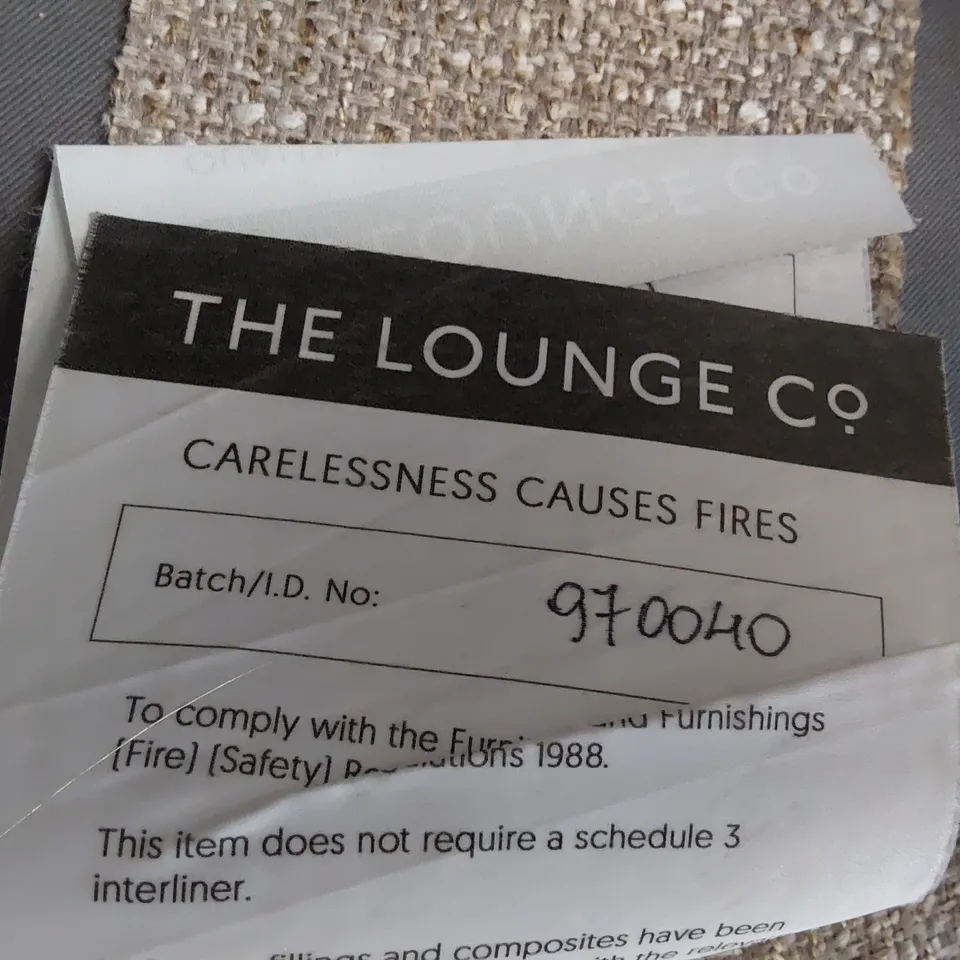 THE LOUNGE Co
CARELESSNESS CAUSES FIRES
Batch/I.D. No: 970040
To comply with the Furnishings
[Fire] [Safety] 1988.
This item does not require a schedule 3
interliner.
and composites have been
the